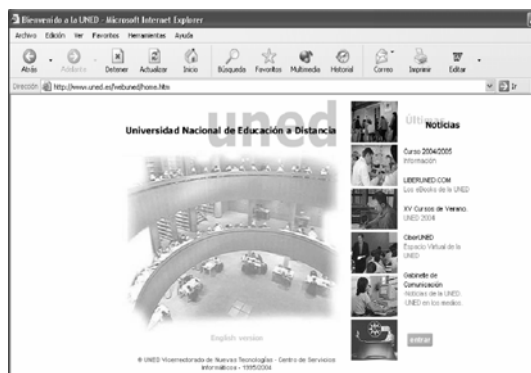 Bienvenido a la UNED - Microsoft Internet Explorer
Archivo Edición Ver Favoritos Herramientas Ayuda
Atrás Adelante Detener Actualizar Inicio Búsqueda Favoritos Multimedia Historial Correo Imprimir Editar
Dirección http://www.uned.es/webuned/home.htm Ir
uned
Universidad Nacional de Educación a Distancia
Últimas
Noticias
Curso 2004/2005
Información
LIBERUNED.COM
Los eBooks de la UNED
XV Cursos de Verano.
UNED 2004
CiberUNED
Espacio Virtual de la
UNED
Gabinete de
Comunicación
Noticias de la UNED.
UNED en los medios.
entrar
English version
© UNED Vicerrectorado de Nuevas Tecnologías - Centro de Servicios
Informáticos - 1995/2004